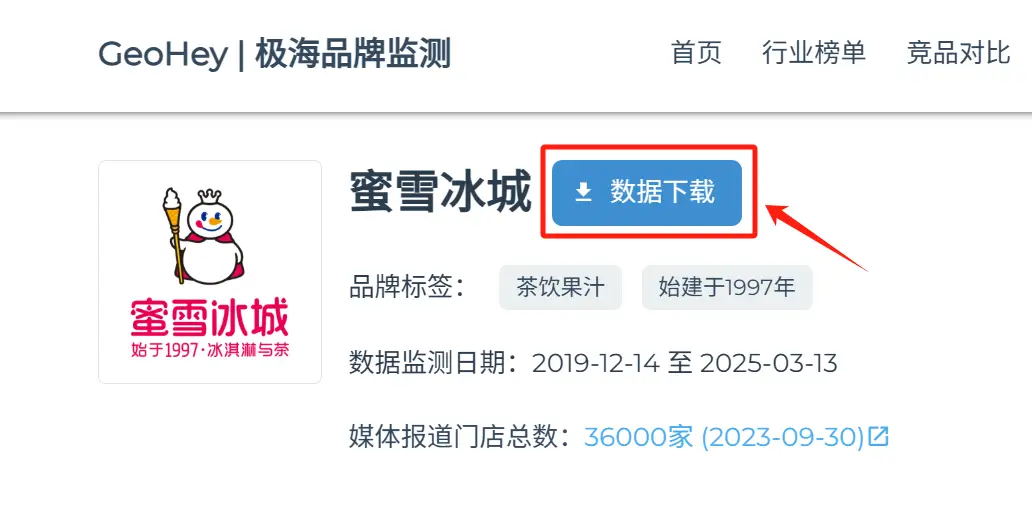 GeoHey | 极海品牌监测
首页 行业榜单 竞品对比
蜜雪冰城 数据下载
品牌标签： 茶饮果汁 始建于1997年
蜜雪冰城
始于1997·冰淇淋与茶
数据监测日期：2019-12-14 至 2025-03-13
媒体报道门店总数：36000家 (2023-09-30)